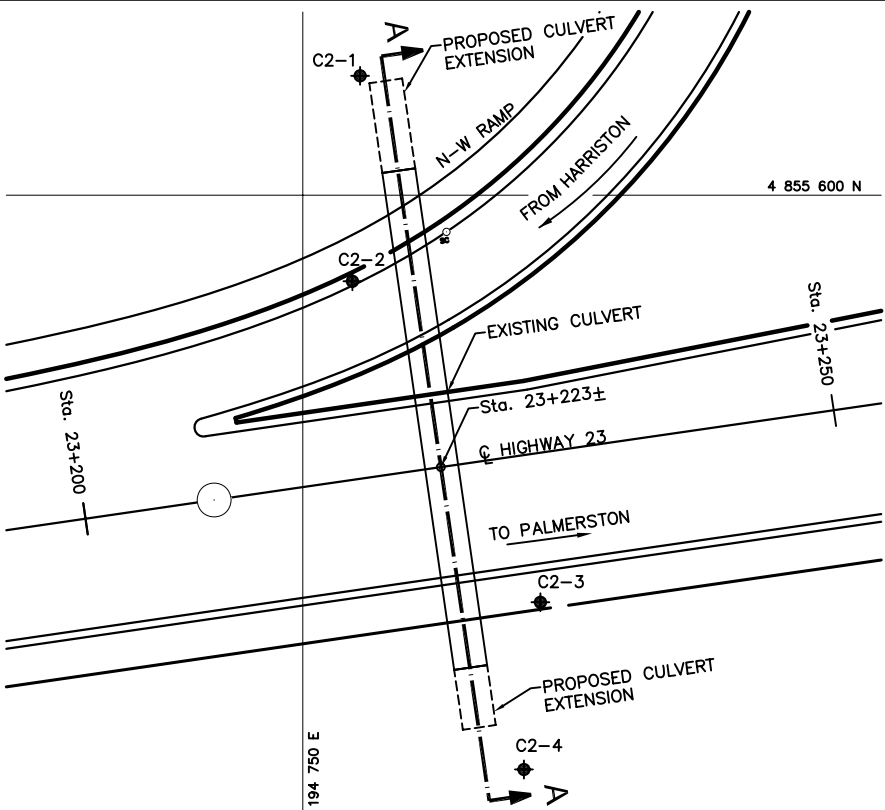 A
PROPOSED CULVERT
EXTENSION
C2-1
N-W RAMP
FROM HARRISTON
4 855 600 N
C2-2
EXISTING CULVERT
Sta. 23+250
Sta. 23+200
Sta. 23+223±
℄ HIGHWAY 23
TO PALMERSTON
C2-3
PROPOSED CULVERT
EXTENSION
194 750 E
C2-4
A